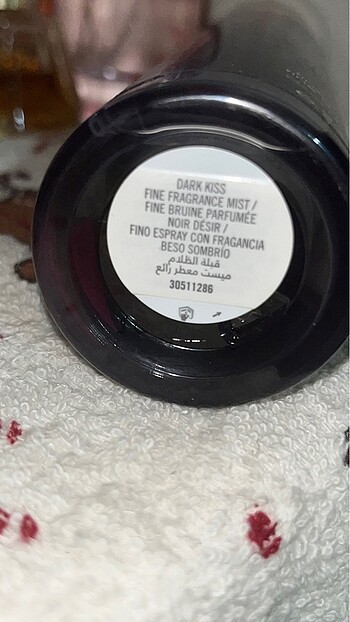 DARK KISS
FINE FRAGRANCE MIST /
FINE BRUINE PARFUMÉE
NOIR DÉSIR /
FINO ESPRAY CON FRAGANCIA
BESO SOMBRÍO
قبلة الظلام
ميست معطر رائع
30511286